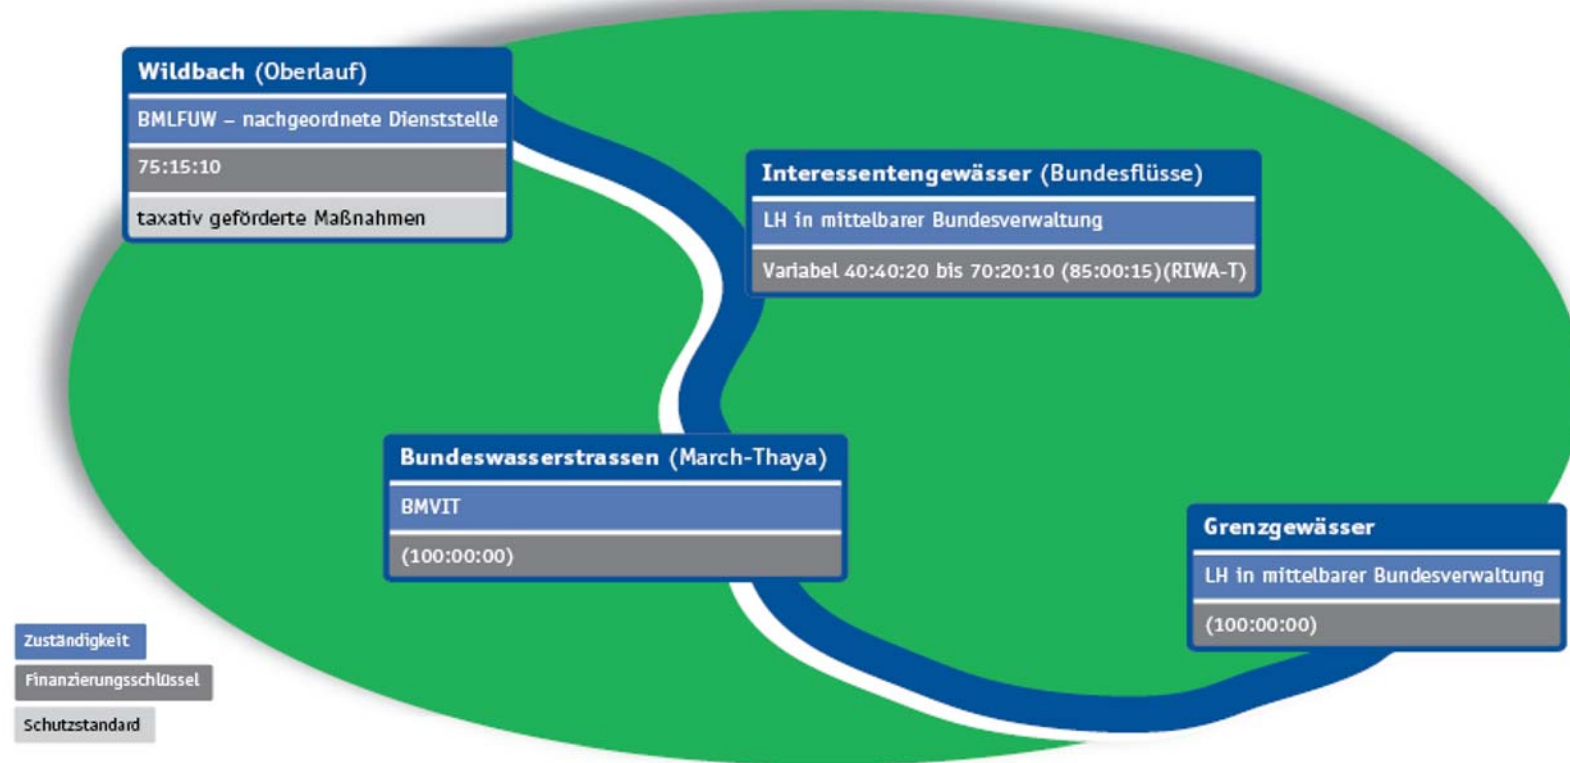 Wildbach (Oberlauf)
BMLFUW – nachgeordnete Dienststelle
75:15:10
taxativ geförderte Maßnahmen
Interessentengewässer (Bundesflüsse)
LH in mittelbarer Bundesverwaltung
Variabel 40:40:20 bis 70:20:10 (85:00:15)(RIWA-T)
Bundeswasserstrassen (March-Thaya)
BMVIT
(100:00:00)
Grenzgewässer
LH in mittelbarer Bundesverwaltung
(100:00:00)
Zuständigkeit
Finanzierungsschlüssel
Schutzstandard